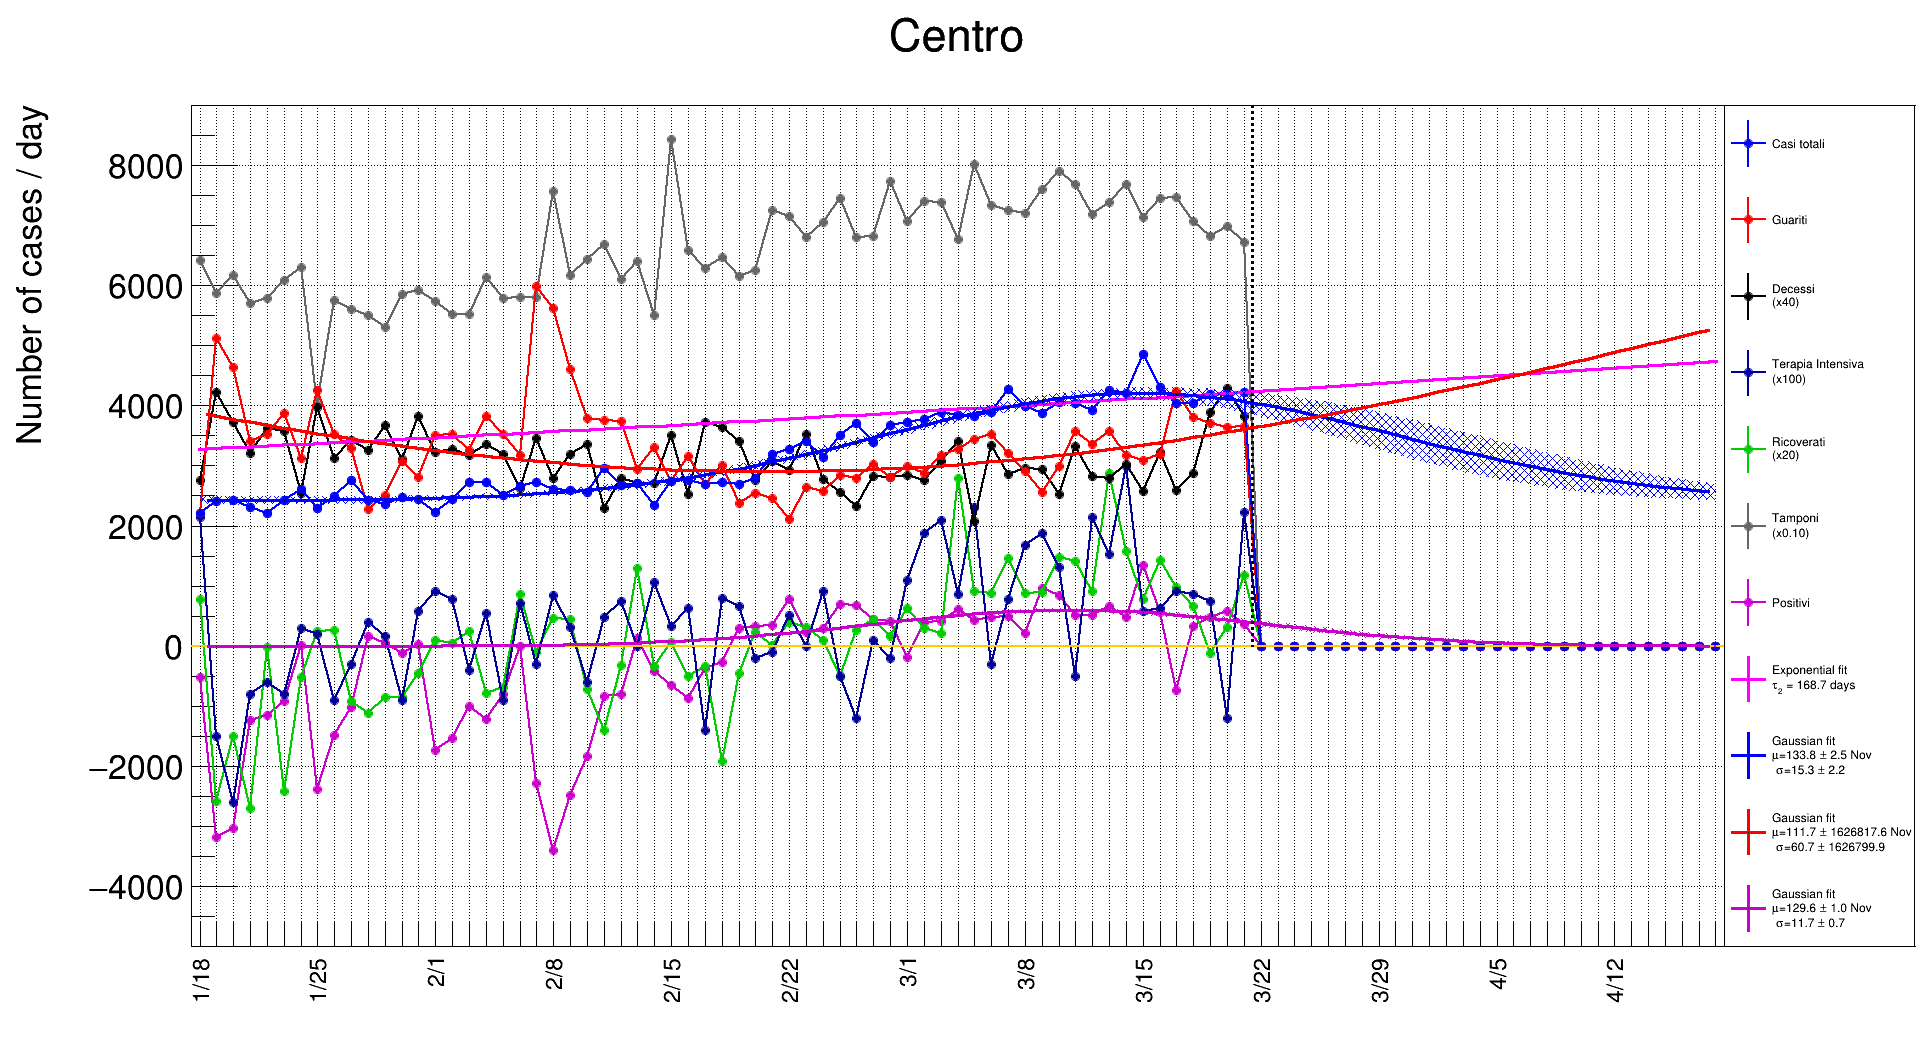 Centro
Number of cases / day
8000
6000
4000
2000
0
−2000
−4000
1/18
1/25
2/1
2/8
2/15
2/22
3/1
3/8
3/15
3/22
3/29
4/5
4/12
Casi totali
Guariti
Decessi
(x40)
Terapia Intensiva
(x100)
Ricoverati
(x20)
Tamponi
(x0.10)
Positivi
Exponential fit
τ₂ = 168.7 days
Gaussian fit
μ=133.8 ± 2.5 Nov
σ=15.3 ± 2.2
Gaussian fit
μ=111.7 ± 1626817.6 Nov
σ=60.7 ± 1626799.9
Gaussian fit
μ=129.6 ± 1.0 Nov
σ=11.7 ± 0.7